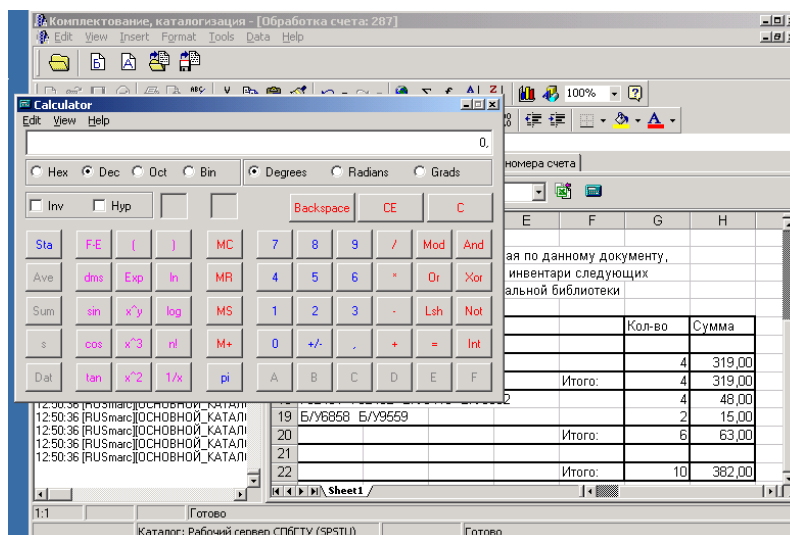 Комплектование, каталогизация - [Обработка счета: 287]
Edit View Insert Format Tools Data Help
100%
Calculator
Edit View Help
0,
номера счета
Hex Dec Oct Bin Degrees Radians Grads
Inv Hyp Backspace CE C
E F G H
Sta F-E ( ) MC 7 8 9 / Mod And
ая по данному документу,
Ave dms Exp ln MR 4 5 6 * Or Xor
инвентари следующих
альной библиотеки
Sum sin x^y log MS 1 2 3 - Lsh Not
Кол-во Сумма
s cos x^3 n! M+ 0 +/- , + = Int
4 319,00
Dat tan x^2 1/x pi A B C D E F
Итого: 4 319,00
4 48,00
12:50:36 [RUSmarc][ОСНОВНОЙ_КАТАЛ
19 Б/У6858 Б/У9559 2 15,00
12:50:36 [RUSmarc][ОСНОВНОЙ_КАТАЛ
20 Итого: 6 63,00
12:50:36 [RUSmarc][ОСНОВНОЙ_КАТАЛ
12:50:36 [RUSmarc][ОСНОВНОЙ_КАТАЛ
21
12:50:36 [RUSmarc][ОСНОВНОЙ_КАТАЛ
22 Итого: 10 382,00
Sheet1
1:1 Готово
Каталог: Рабочий сервер СПбГТУ (SPSTU) Готово